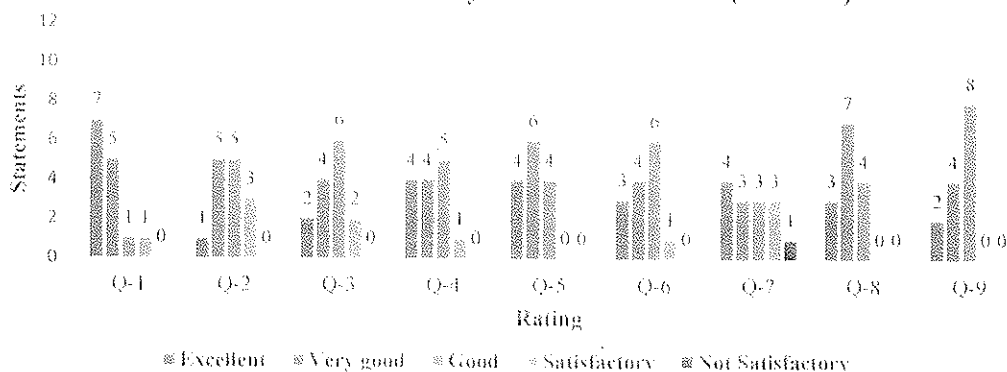 12
10
8
6
4
2
0
Statements
7 5 1 1 0
1 5 5 3 0
2 4 6 2 0
4 4 5 1 0
4 6 4 0 0
3 4 6 1 0
4 3 3 3 1
3 7 4 0 0
2 4 8 0 0
Q-1 Q-2 Q-3 Q-4 Q-5 Q-6 Q-7 Q-8 Q-9
Rating
Excellent Very good Good Satisfactory Not Satisfactory